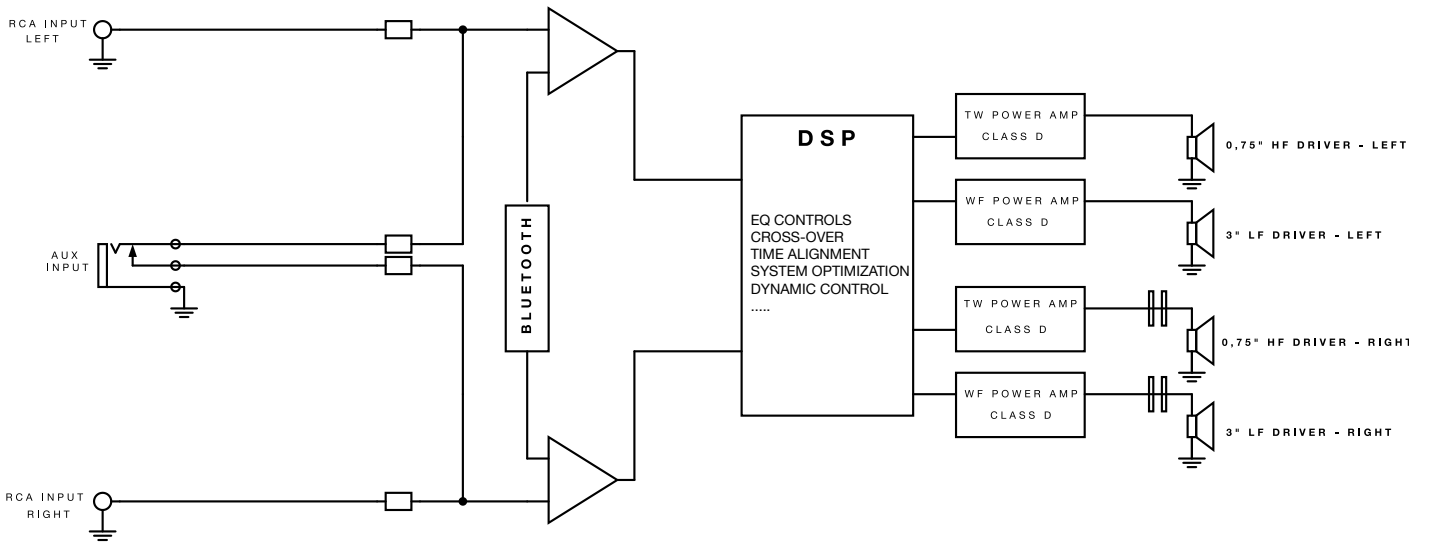 RCA INPUT
LEFT
AUX
INPUT
RCA INPUT
RIGHT
BLUETOOTH
DSP
EQ CONTROLS
CROSS-OVER
TIME ALIGNMENT
SYSTEM OPTIMIZATION
DYNAMIC CONTROL
.....
TW POWER AMP
CLASS D
WF POWER AMP
CLASS D
TW POWER AMP
CLASS D
WF POWER AMP
CLASS D
0,75" HF DRIVER - LEFT
3" LF DRIVER - LEFT
0,75" HF DRIVER - RIGHT
3" LF DRIVER - RIGHT